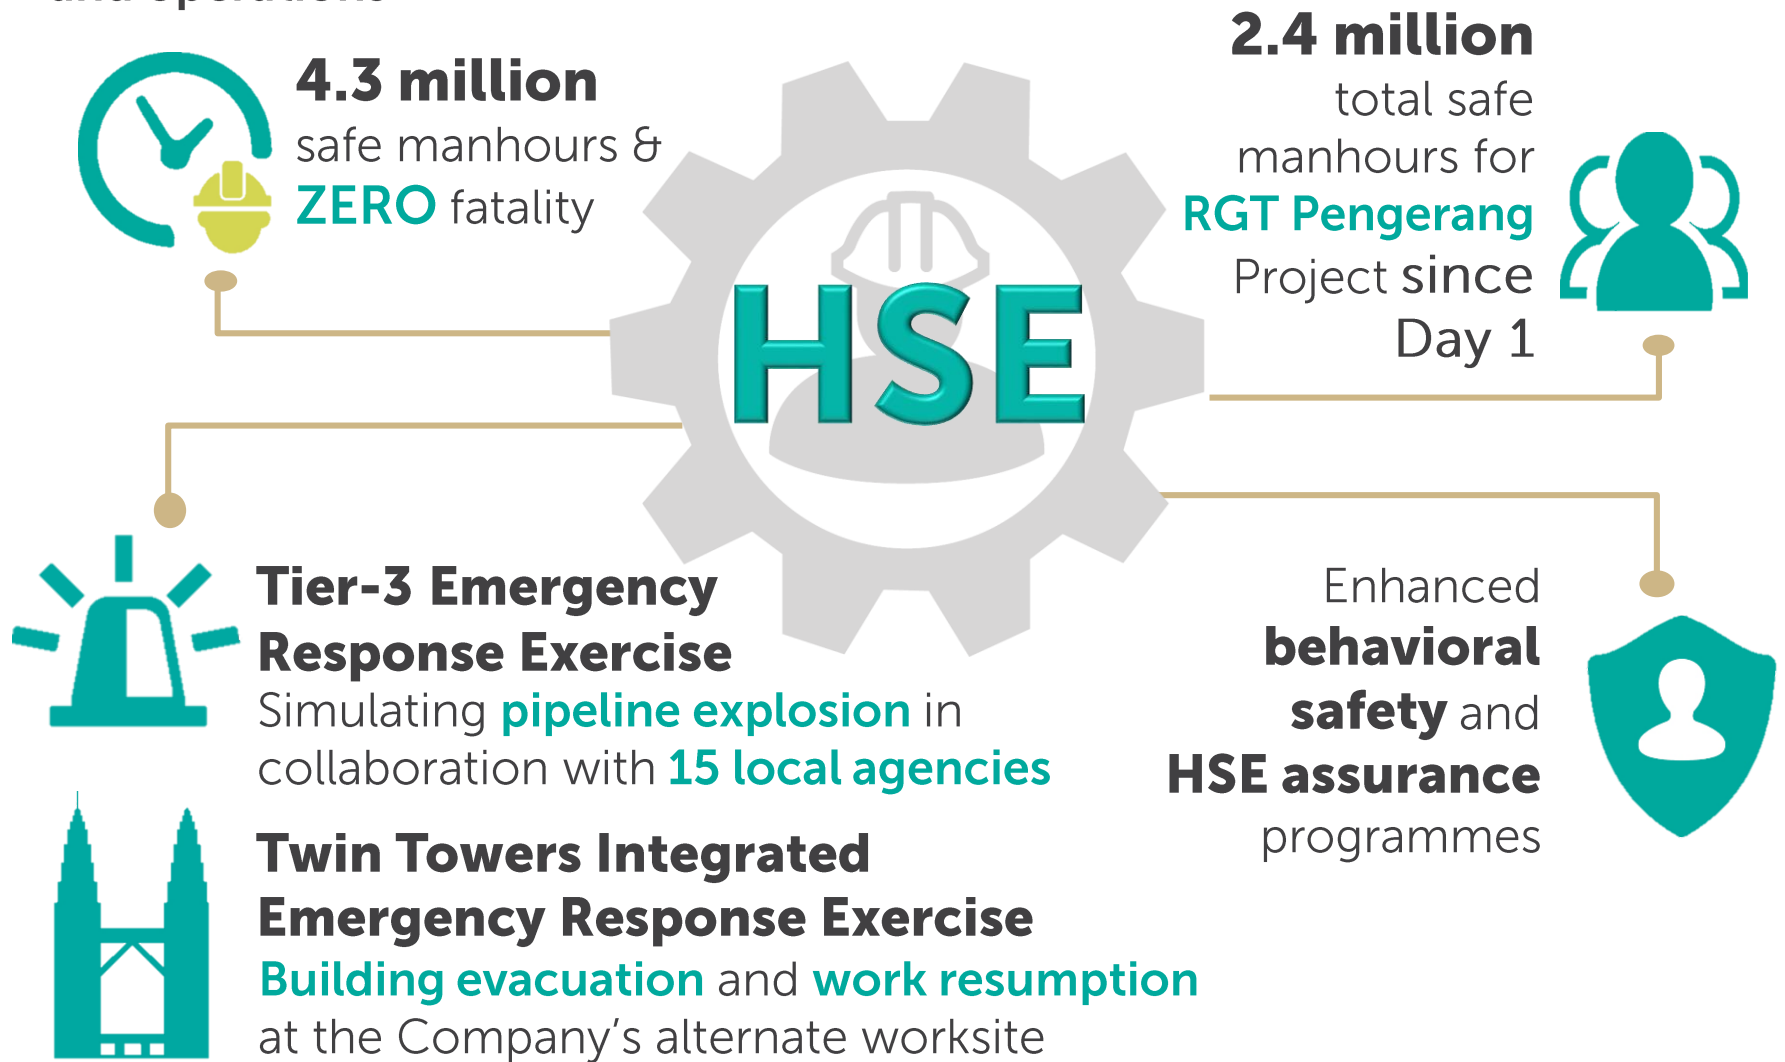 and operations
4.3 million
safe manhours &
ZERO fatality
2.4 million
total safe
manhours for
RGT Pengerang
Project since
Day 1
HSE
Tier-3 Emergency
Response Exercise
Simulating pipeline explosion in
collaboration with 15 local agencies
Twin Towers Integrated
Emergency Response Exercise
Building evacuation and work resumption
at the Company's alternate worksite
Enhanced
behavioral
safety and
HSE assurance
programmes